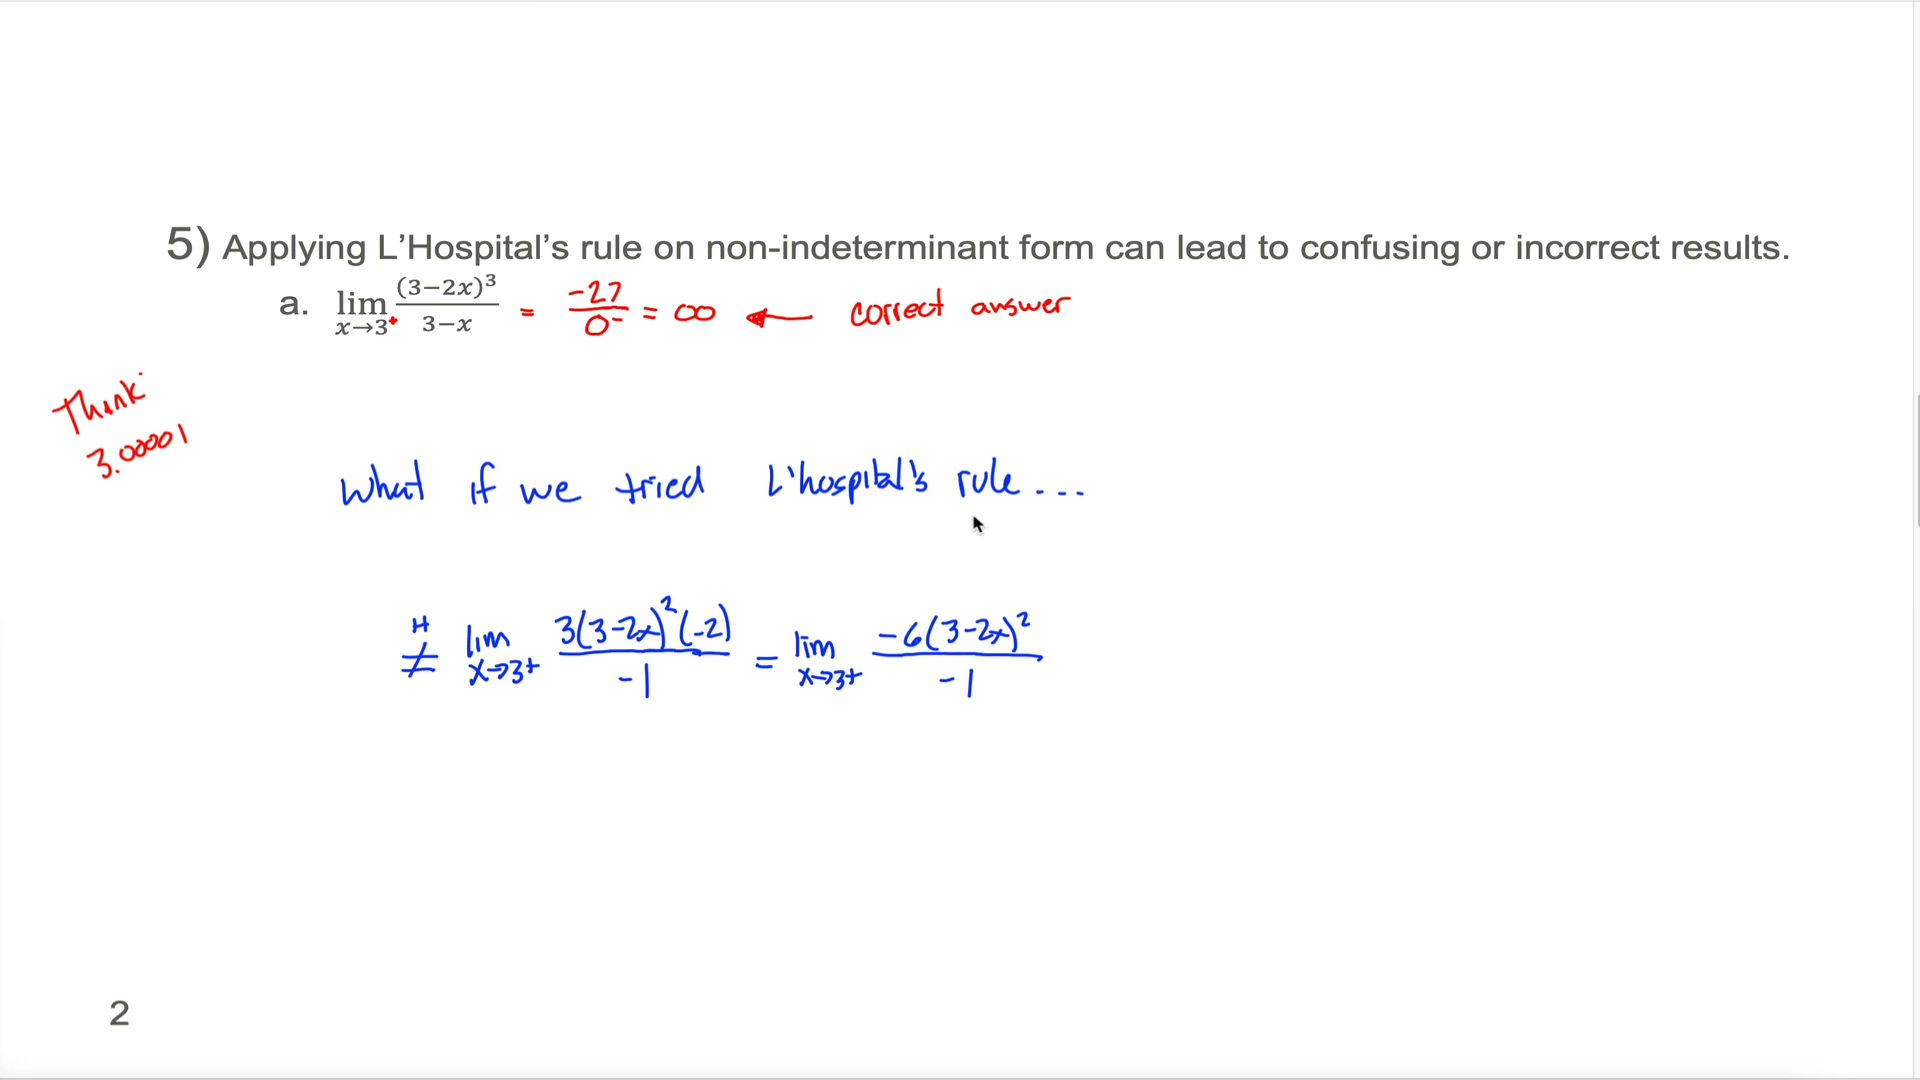 5) Applying L’Hospital’s rule on non-indeterminant form can lead to confusing or incorrect results.
a. lim x→3⁺ (3−2x)³/(3−x) = -27/0⁻ = ∞ ← correct answer
Think
3.00001
What if we tried L'hospital's rule...
≠ᴴ lim x→3+ 3(3-2x)²(-2)/-1 = lim x→3+ -6(3-2x)²/-1
2